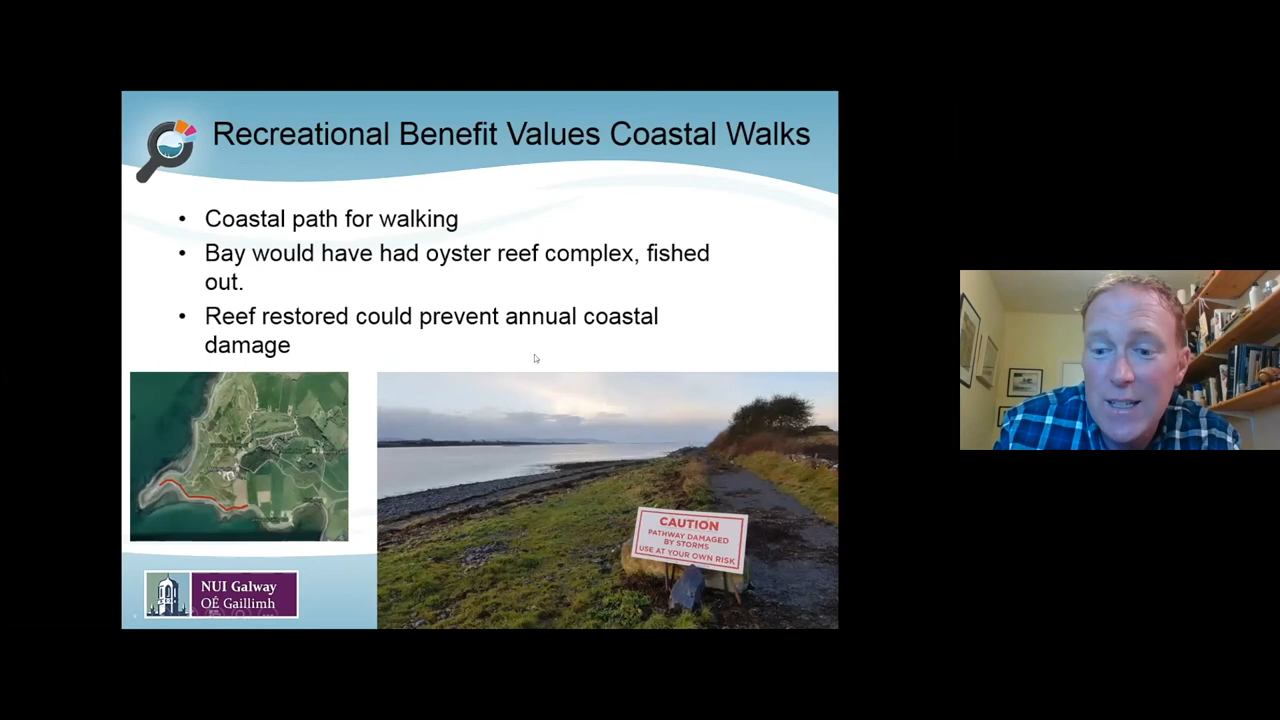 Recreational Benefit Values Coastal Walks
• Coastal path for walking
• Bay would have had oyster reef complex, fished
out.
• Reef restored could prevent annual coastal
damage
CAUTION
PATHWAY DAMAGED
BY STORMS
USE AT YOUR OWN RISK
NUI Galway
OÉ Gaillimh